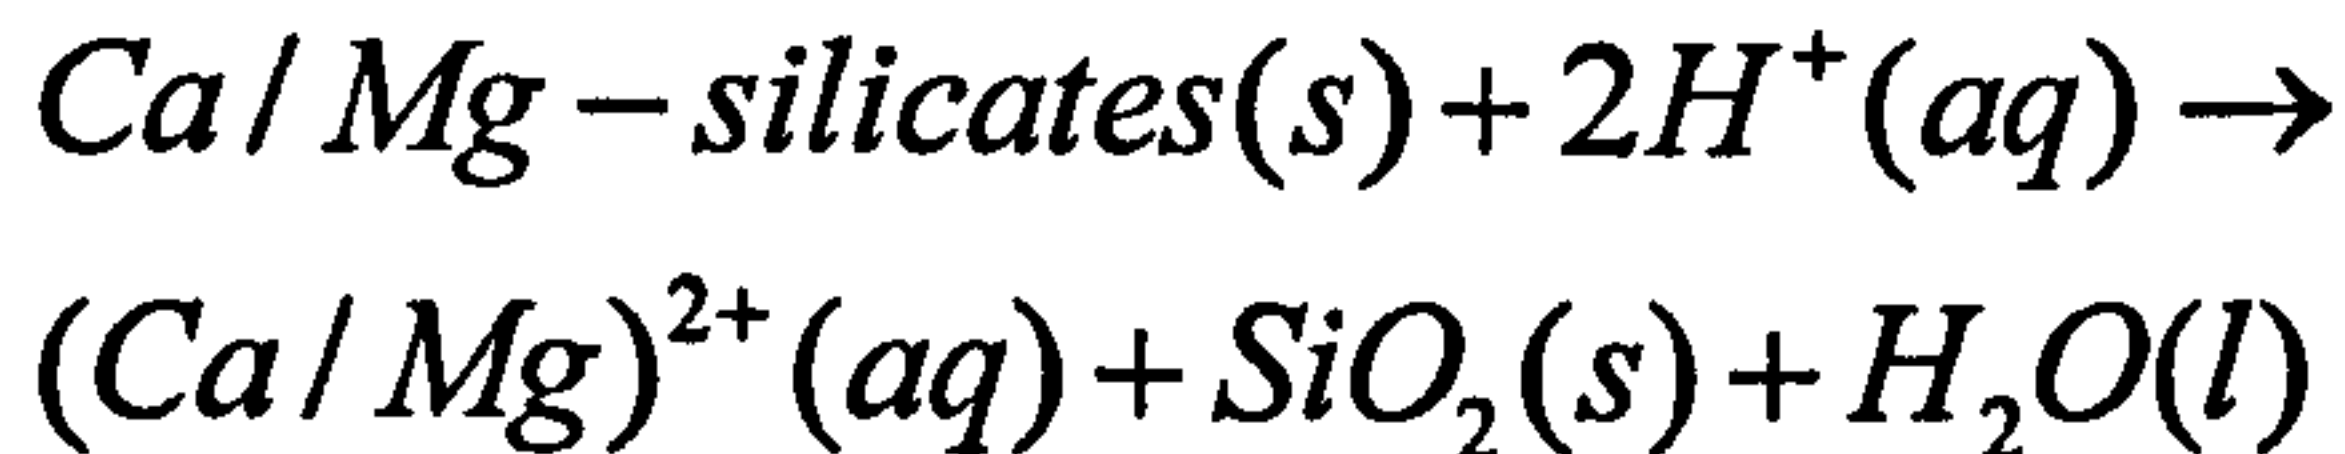 Ca / Mg – silicates(s) + 2H⁺ (aq) →
(Ca / Mg)²⁺ (aq) + SiO₂ (s) + H₂O(l)